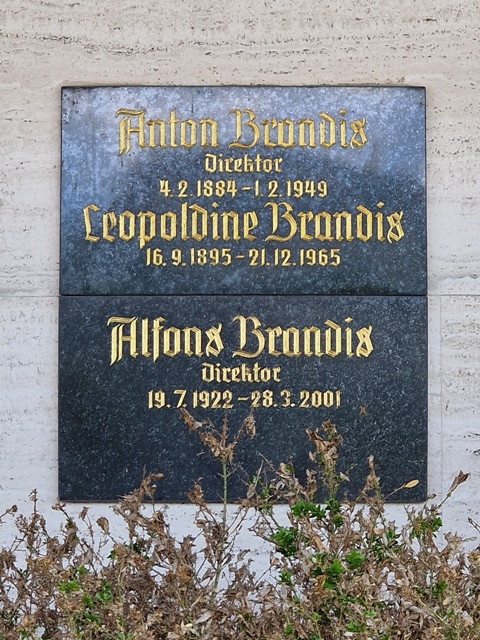 Anton Brandis
Direktor
4.2.1884-1.2.1949
Leopoldine Brandis
16.9.1895-21.12.1965
Alfons Brandis
Direktor
19.7.1922-28.3.2001